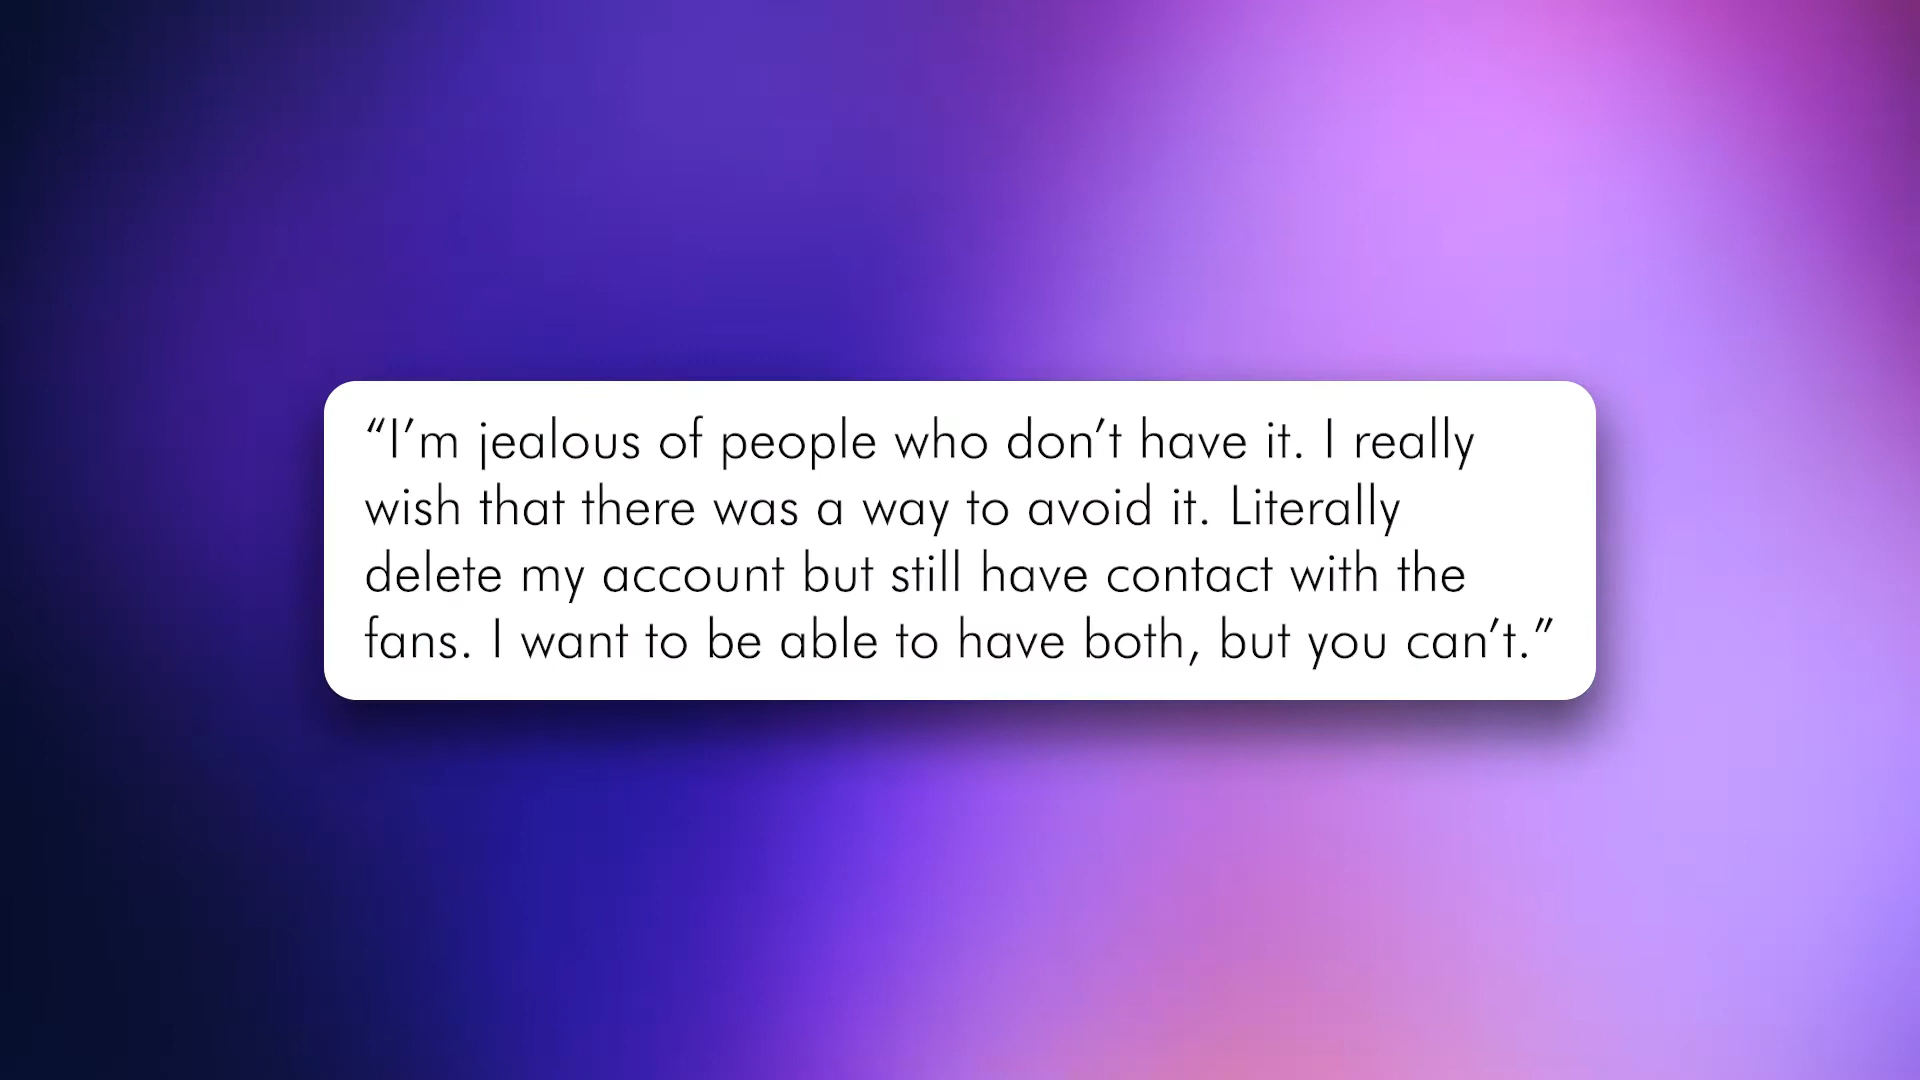 “I’m jealous of people who don’t have it. I really
wish that there was a way to avoid it. Literally
delete my account but still have contact with the
fans. I want to be able to have both, but you can’t.”